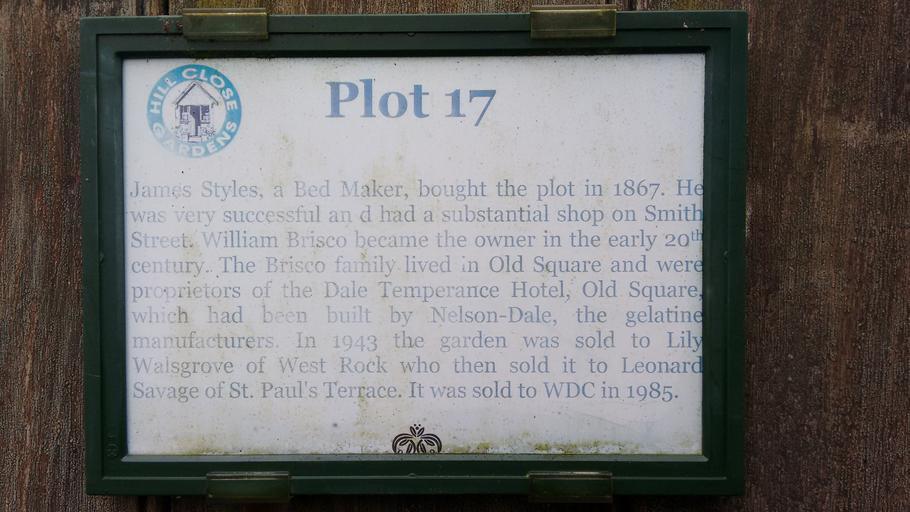 HILL CLOSE GARDENS
Plot 17
James Styles, a Bed Maker, bought the plot in 1867. He
was very successful an d had a substantial shop on Smith
Street. William Brisco became the owner in the early 20th
century. The Brisco family lived in Old Square and were
proprietors of the Dale Temperance Hotel, Old Square,
which had been built by Nelson-Dale, the gelatine
manufacturers. In 1943 the garden was sold to Lily
Walsgrove of West Rock who then sold it to Leonard
Savage of St. Paul's Terrace. It was sold to WDC in 1985.